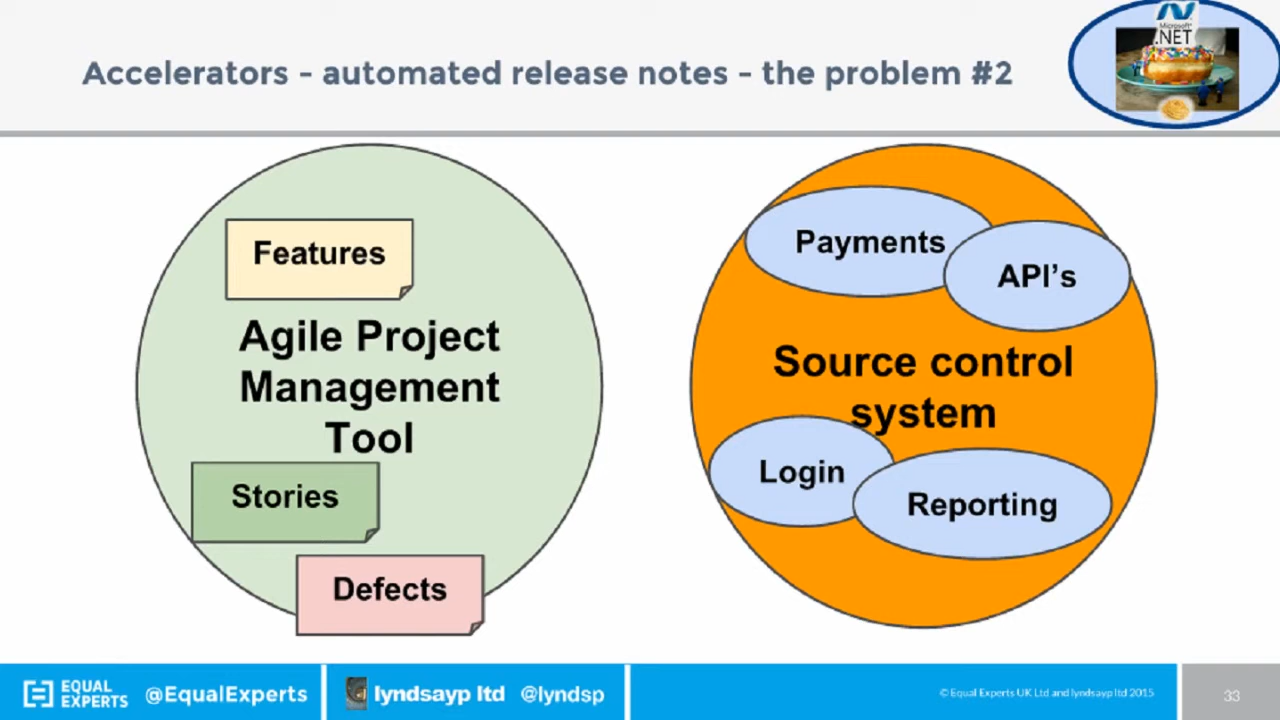 Accelerators - automated release notes - the problem #2
Microsoft®
.NET
Features
Agile Project
Management
Tool
Stories
Defects
Payments
API's
Source control
system
Login
Reporting
EQUAL
EXPERTS
@EqualExperts
lyndsayp ltd @lyndsp
© Equal Experts UK Ltd and lyndsayp ltd 2015
33